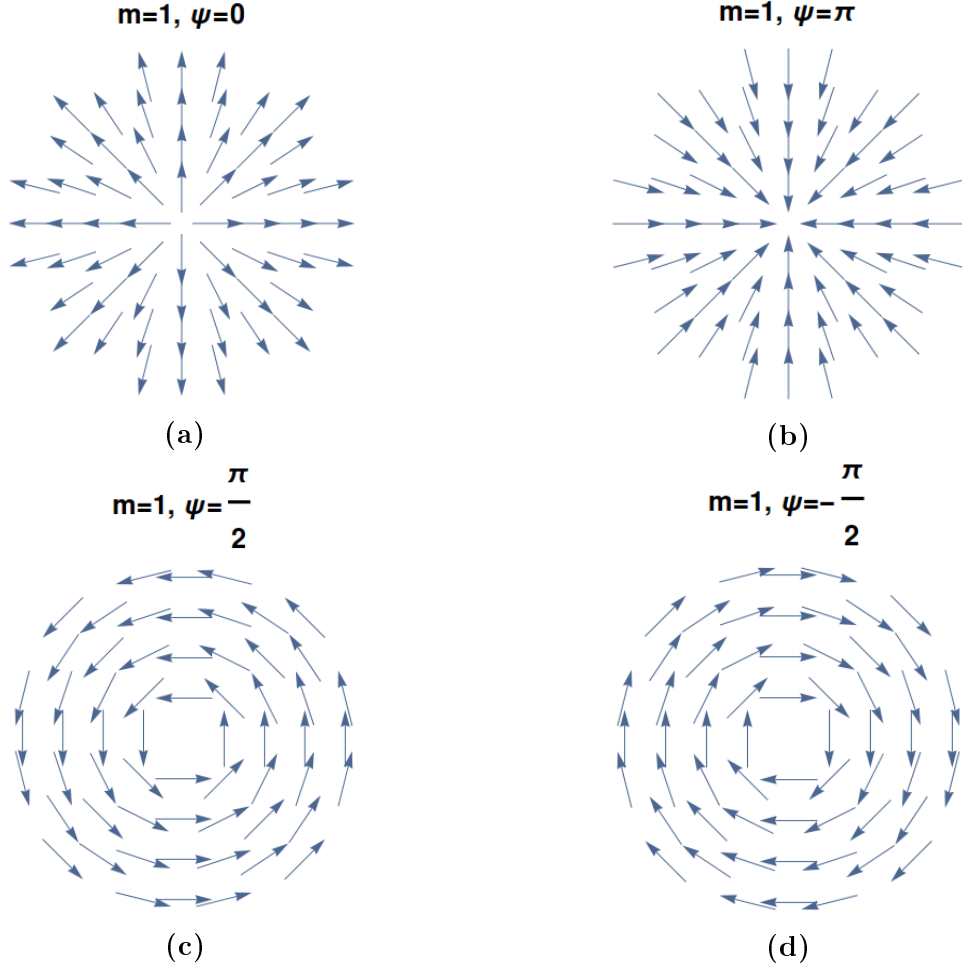 m=1, ψ=0
m=1, ψ=π
(a)
(b)
m=1, ψ=π/2
m=1, ψ=-π/2
(c)
(d)